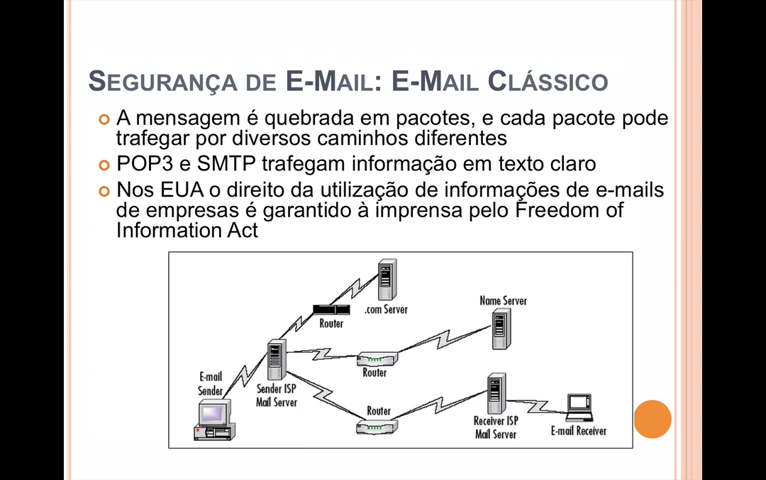 SEGURANÇA DE E-MAIL: E-MAIL CLÁSSICO
A mensagem é quebrada em pacotes, e cada pacote pode
trafegar por diversos caminhos diferentes
POP3 e SMTP trafegam informação em texto claro
Nos EUA o direito da utilização de informações de e-mails
de empresas é garantido à imprensa pelo Freedom of
Information Act
.com Server
Router
Name Server
E-mail
Sender
Sender ISP
Mail Server
Router
Router
Receiver ISP
Mail Server
E-mail Receiver